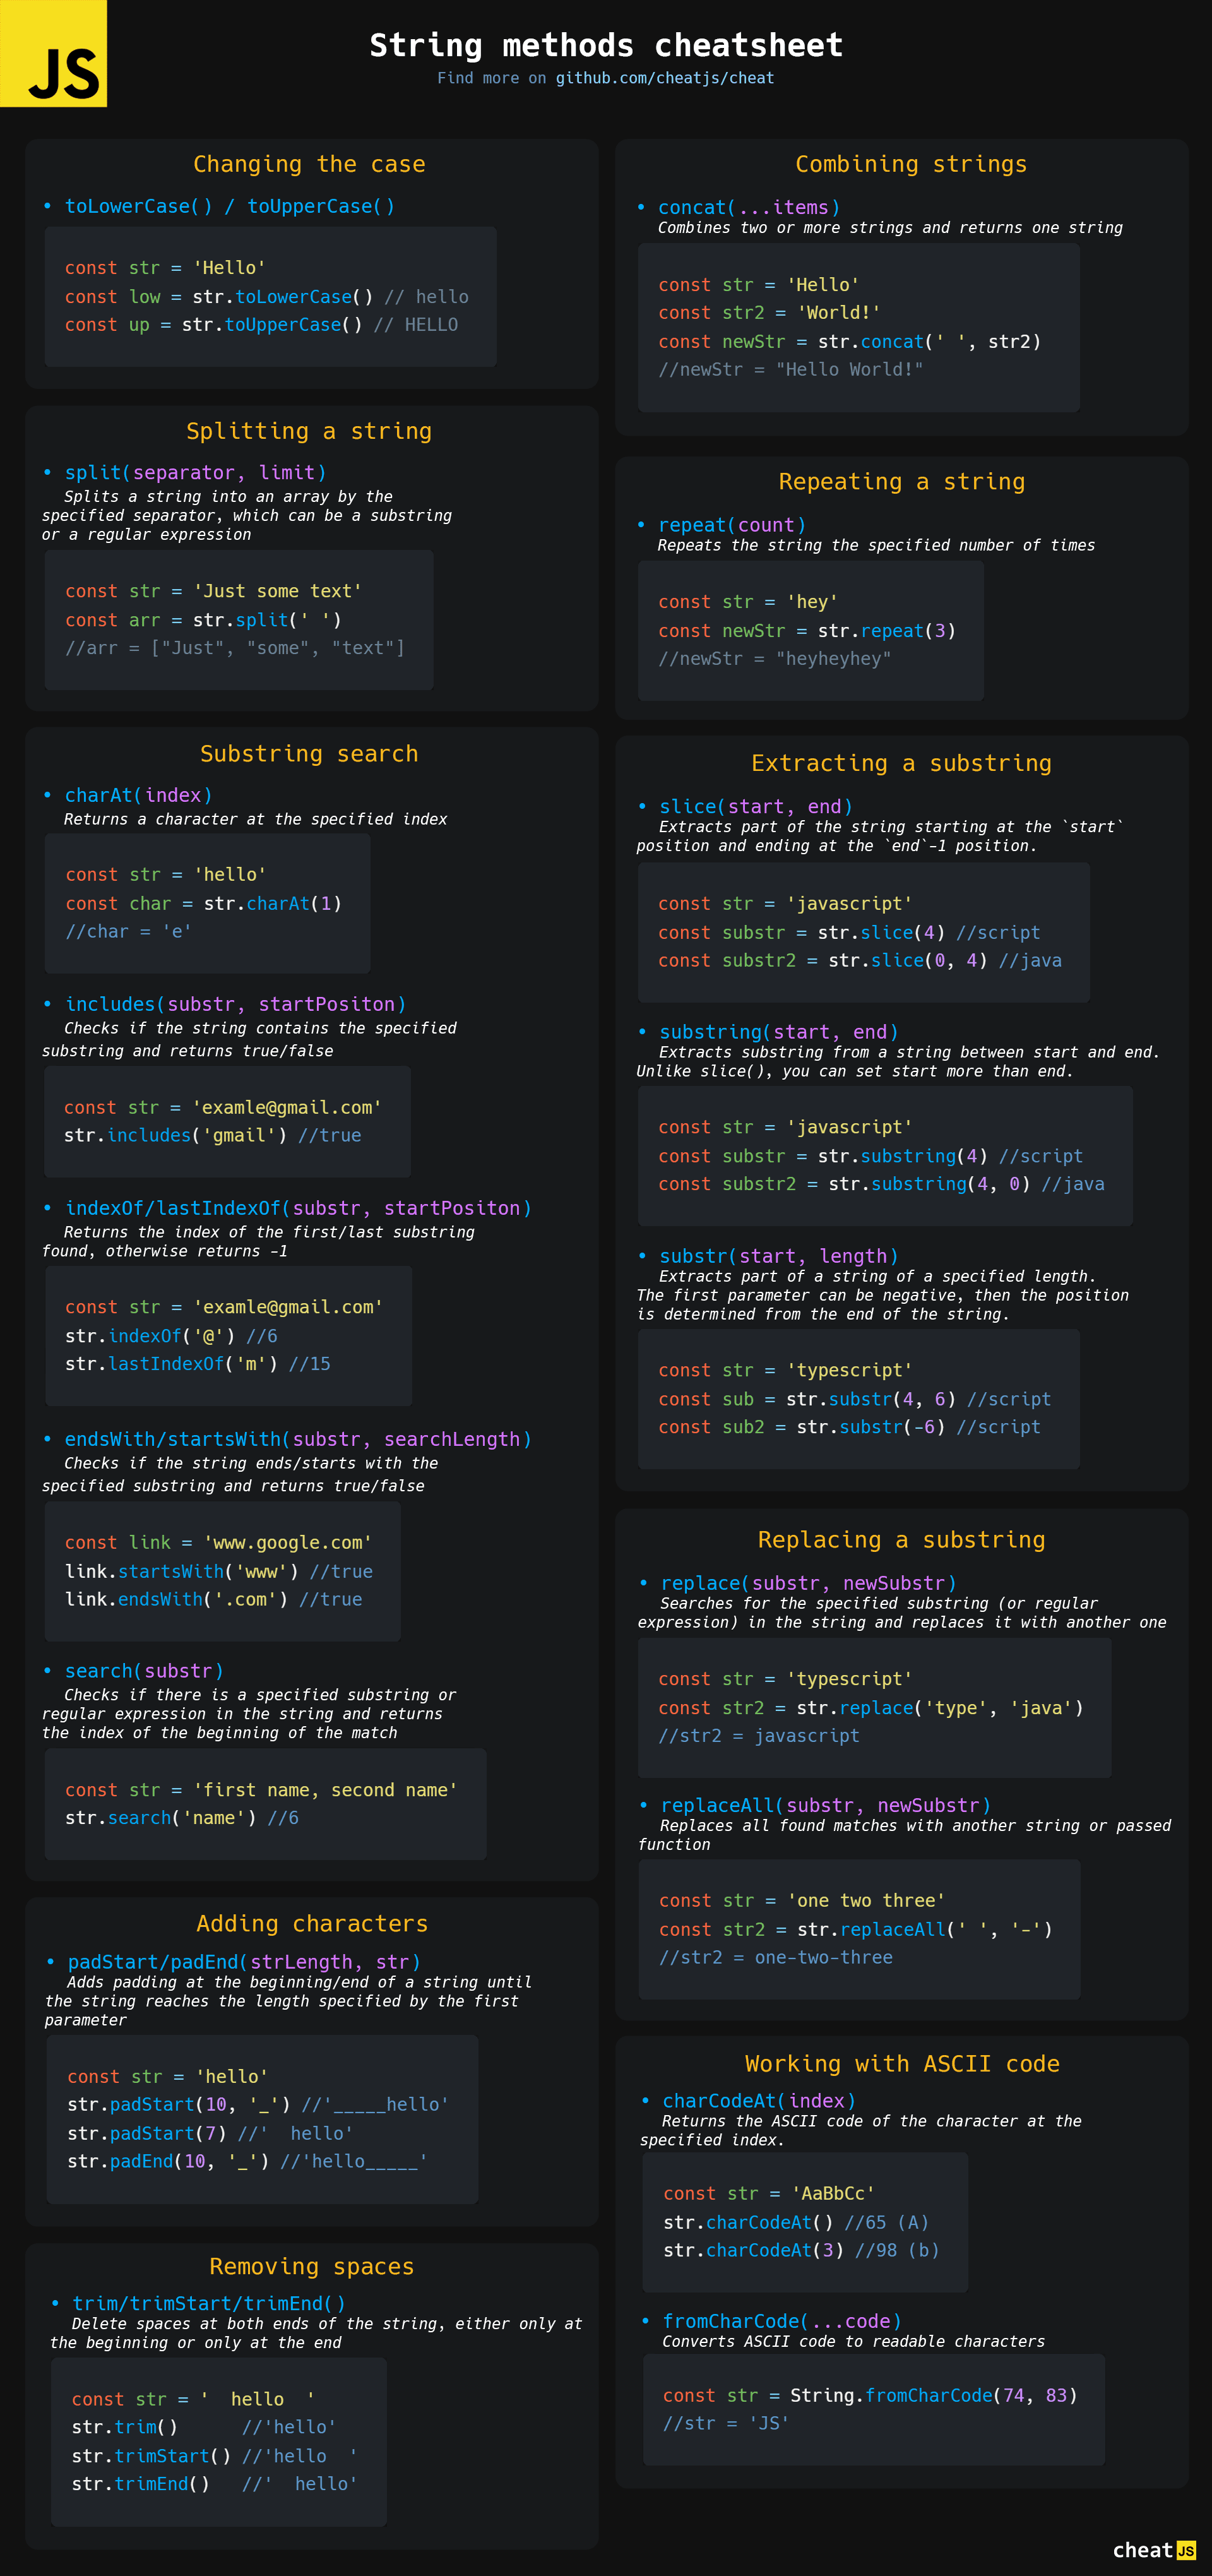 JS
String methods cheatsheet
Find more on github.com/cheatjs/cheat
Changing the case
• toLowerCase() / toUpperCase()
const str = 'Hello'
const low = str.toLowerCase() // hello
const up = str.toUpperCase() // HELLO
Splitting a string
• split(separator, limit)
Splits a string into an array by the
specified separator, which can be a substring
or a regular expression
const str = 'Just some text'
const arr = str.split(' ')
//arr = ["Just", "some", "text"]
Substring search
• charAt(index)
Returns a character at the specified index
const str = 'hello'
const char = str.charAt(1)
//char = 'e'
• includes(substr, startPositon)
Checks if the string contains the specified
substring and returns true/false
const str = 'examle@gmail.com'
str.includes('gmail') //true
• indexOf/lastIndexOf(substr, startPositon)
Returns the index of the first/last substring
found, otherwise returns -1
const str = 'examle@gmail.com'
str.indexOf('@') //6
str.lastIndexOf('m') //15
• endsWith/startsWith(substr, searchLength)
Checks if the string ends/starts with the
specified substring and returns true/false
const link = 'www.google.com'
link.startsWith('www') //true
link.endsWith('.com') //true
• search(substr)
Checks if there is a specified substring or
regular expression in the string and returns
the index of the beginning of the match
const str = 'first name, second name'
str.search('name') //6
Adding characters
• padStart/padEnd(strLength, str)
Adds padding at the beginning/end of a string until
the string reaches the length specified by the first
parameter
const str = 'hello'
str.padStart(10, '_') //'_____hello'
str.padStart(7) //'  hello'
str.padEnd(10, '_') //'hello_____'
Removing spaces
• trim/trimStart/trimEnd()
Delete spaces at both ends of the string, either only at
the beginning or only at the end
const str = '  hello  '
str.trim()      //'hello'
str.trimStart() //'hello  '
str.trimEnd()   //'  hello'
Combining strings
• concat(...items)
Combines two or more strings and returns one string
const str = 'Hello'
const str2 = 'World!'
const newStr = str.concat(' ', str2)
//newStr = "Hello World!"
Repeating a string
• repeat(count)
Repeats the string the specified number of times
const str = 'hey'
const newStr = str.repeat(3)
//newStr = "heyheyhey"
Extracting a substring
• slice(start, end)
Extracts part of the string starting at the `start`
position and ending at the `end`-1 position.
const str = 'javascript'
const substr = str.slice(4) //script
const substr2 = str.slice(0, 4) //java
• substring(start, end)
Extracts substring from a string between start and end.
Unlike slice(), you can set start more than end.
const str = 'javascript'
const substr = str.substring(4) //script
const substr2 = str.substring(4, 0) //java
• substr(start, length)
Extracts part of a string of a specified length.
The first parameter can be negative, then the position
is determined from the end of the string.
const str = 'typescript'
const sub = str.substr(4, 6) //script
const sub2 = str.substr(-6) //script
Replacing a substring
• replace(substr, newSubstr)
Searches for the specified substring (or regular
expression) in the string and replaces it with another one
const str = 'typescript'
const str2 = str.replace('type', 'java')
//str2 = javascript
• replaceAll(substr, newSubstr)
Replaces all found matches with another string or passed
function
const str = 'one two three'
const str2 = str.replaceAll(' ', '-')
//str2 = one-two-three
Working with ASCII code
• charCodeAt(index)
Returns the ASCII code of the character at the
specified index.
const str = 'AaBbCc'
str.charCodeAt() //65 (A)
str.charCodeAt(3) //98 (b)
• fromCharCode(...code)
Converts ASCII code to readable characters
const str = String.fromCharCode(74, 83)
//str = 'JS'
cheat JS